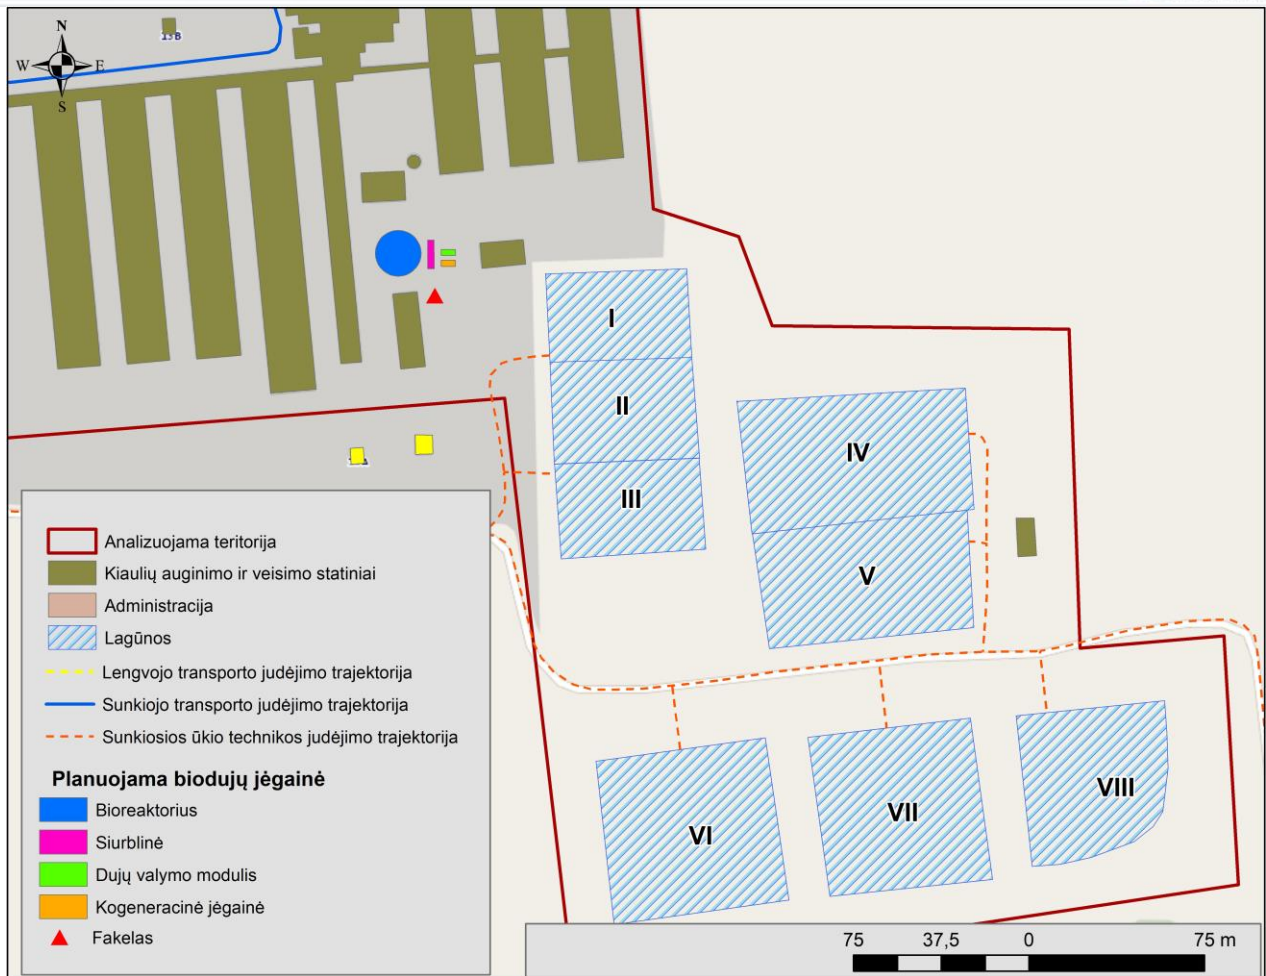 N
W E
S
13B
I
II
III
IV
V
VI
VII
VIII
Analizuojama teritorija
Kiaulių auginimo ir veisimo statiniai
Administracija
Lagūnos
Lengvojo transporto judėjimo trajektorija
Sunkiojo transporto judėjimo trajektorija
Sunkiosios ūkio technikos judėjimo trajektorija
Planuojama biodujų jėgainė
Bioreaktorius
Siurblinė
Dujų valymo modulis
Kogeneracinė jėgainė
Fakelas
75 37,5 0 75 m